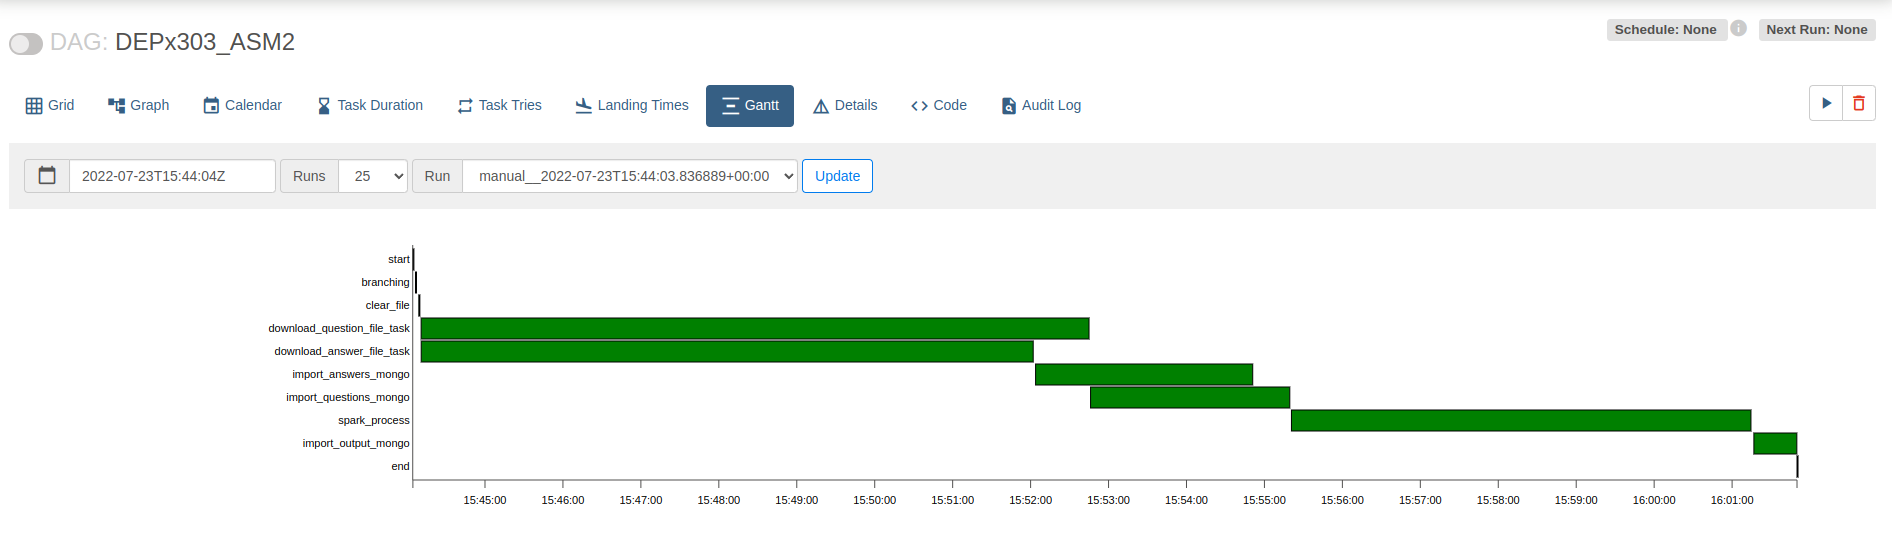 DAG: DEPx303_ASM2
Schedule: None
Next Run: None
Grid Graph Calendar Task Duration Task Tries Landing Times Gantt Details Code Audit Log
2022-07-23T15:44:04Z Runs 25 Run manual__2022-07-23T15:44:03.836889+00:00 Update
start
branching
clear_file
download_question_file_task
download_answer_file_task
import_answers_mongo
import_questions_mongo
spark_process
import_output_mongo
end
15:45:00 15:46:00 15:47:00 15:48:00 15:49:00 15:50:00 15:51:00 15:52:00 15:53:00 15:54:00 15:55:00 15:56:00 15:57:00 15:58:00 15:59:00 16:00:00 16:01:00